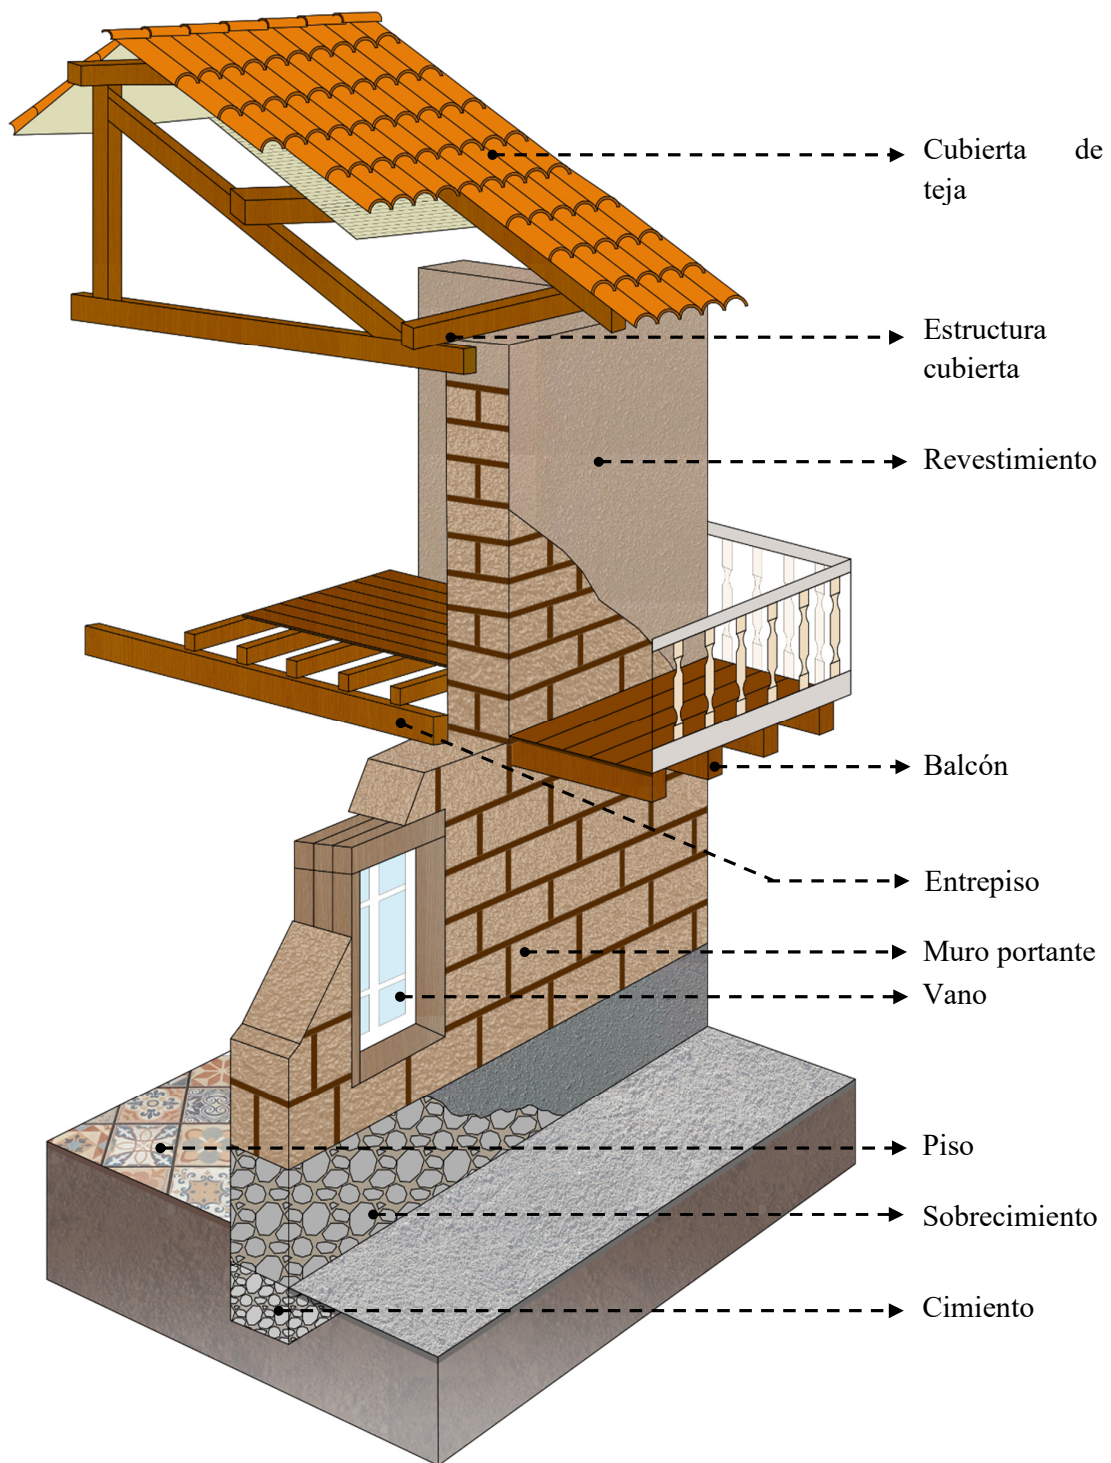 Cubierta de
teja
Estructura
cubierta
Revestimiento
Balcón
Entrepiso
Muro portante
Vano
Piso
Sobrecimiento
Cimiento